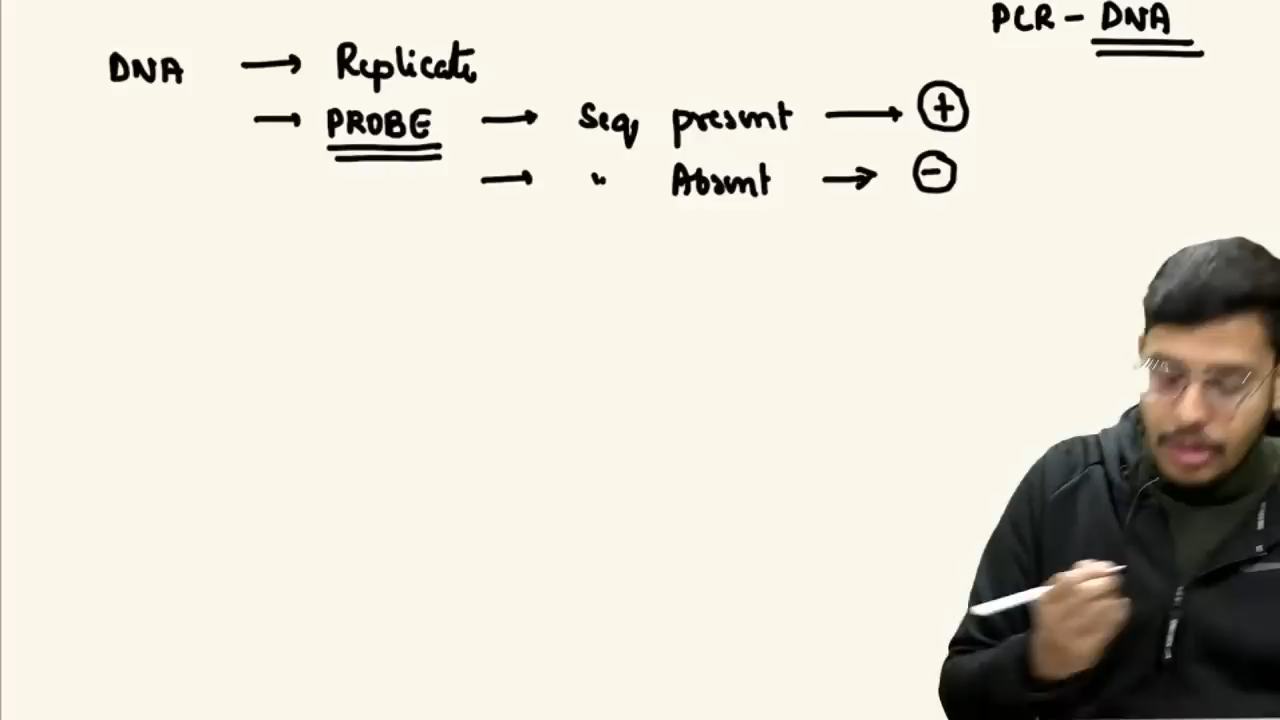 PCR - DNA
DNA → Replicate
→ PROBE → Seq present → +
→ " Absent → -